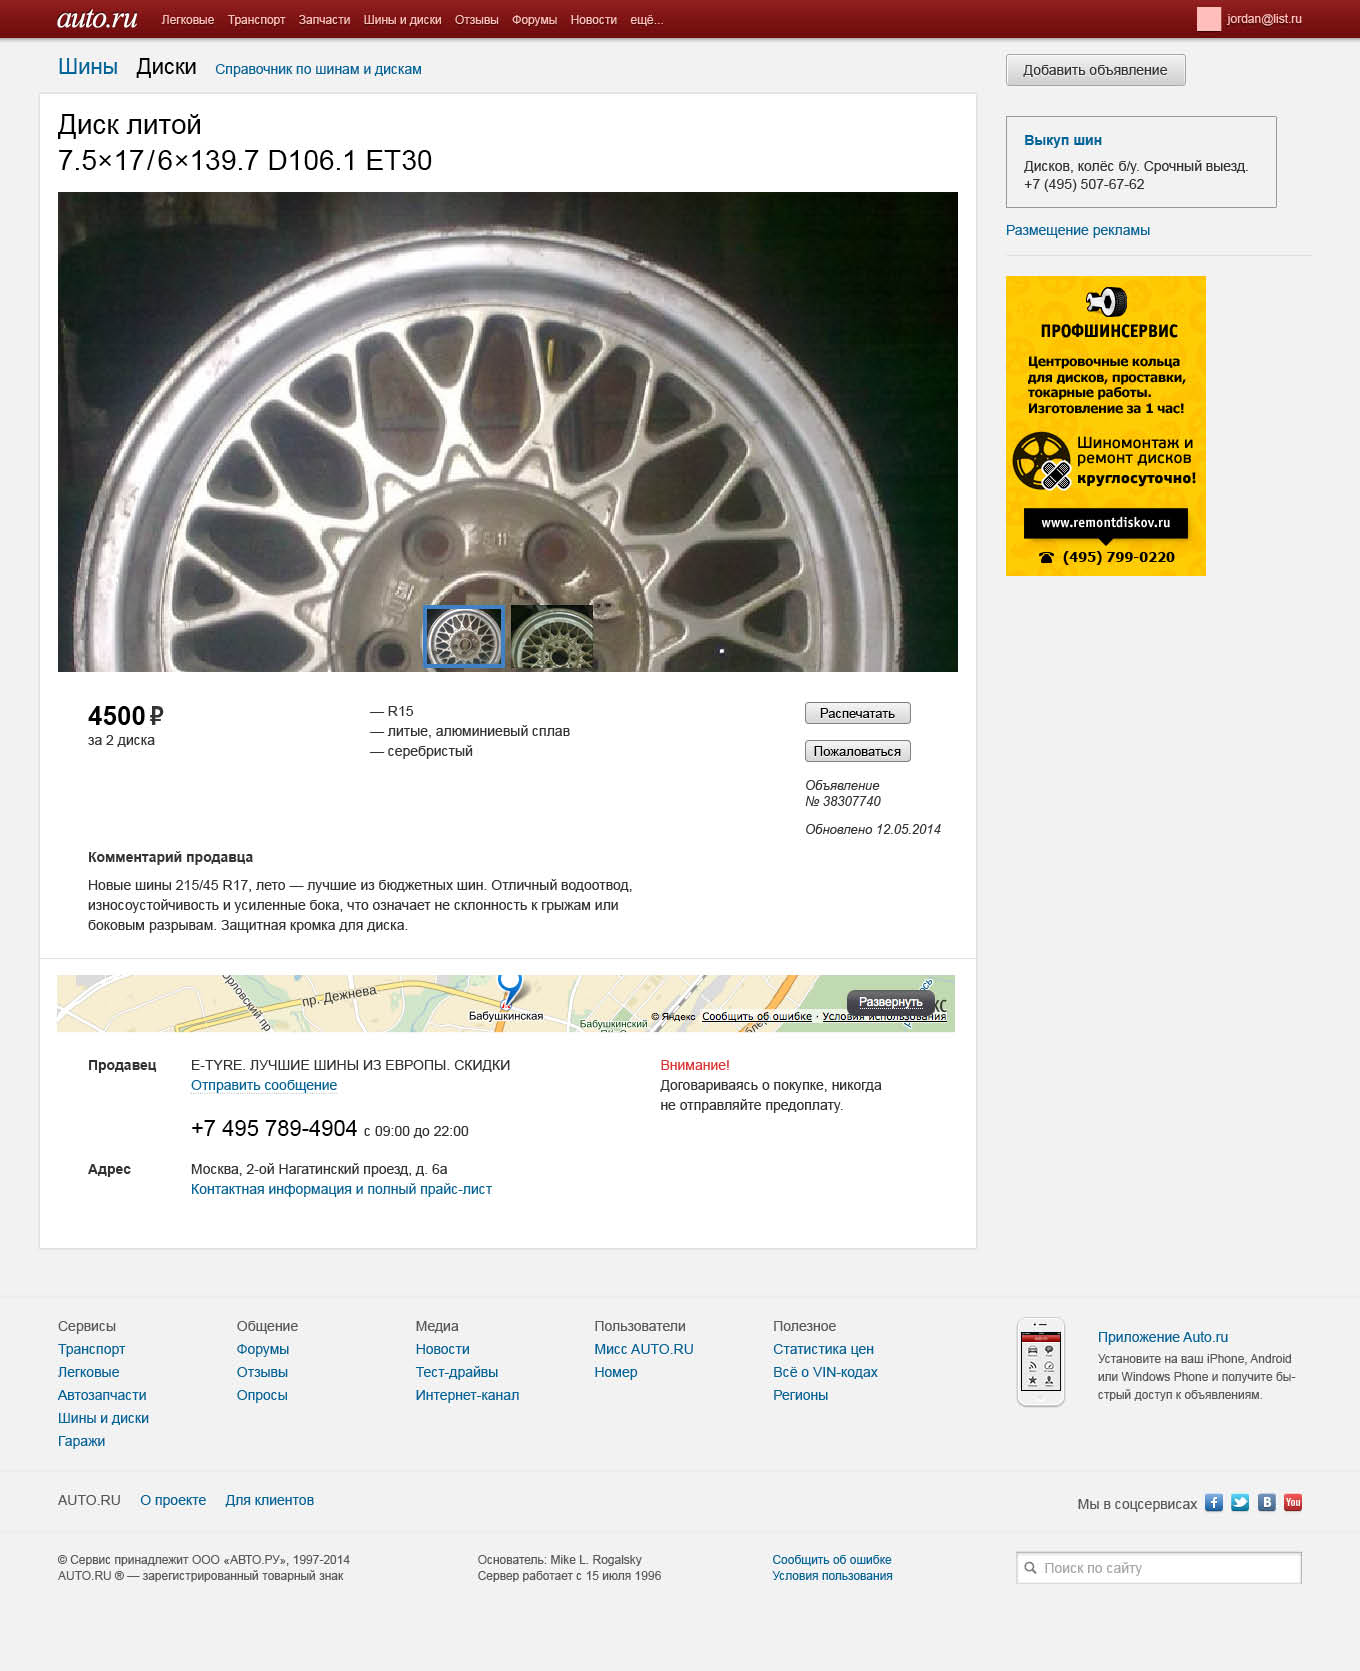 auto.ru Легковые Транспорт Запчасти Шины и диски Отзывы Форумы Новости ещё... jordan@list.ru
Шины Диски Справочник по шинам и дискам
Добавить объявление
Диск литой
7.5×17/6×139.7 D106.1 ET30
Выкуп шин
Дисков, колёс б/у. Срочный выезд.
+7 (495) 507-67-62
Размещение рекламы
ПРОФШИНСЕРВИС
Центровочные кольца
для дисков, проставки,
токарные работы.
Изготовление за 1 час!
Шиномонтаж и
ремонт дисков
круглосуточно!
www.remontdiskov.ru
(495) 799-0220
4500 ₽
за 2 диска
— R15
— литые, алюминиевый сплав
— серебристый
Распечатать
Пожаловаться
Объявление
№ 38307740
Обновлено 12.05.2014
Комментарий продавца
Новые шины 215/45 R17, лето — лучшие из бюджетных шин. Отличный водоотвод,
износоустойчивость и усиленные бока, что означает не склонность к грыжам или
боковым разрывам. Защитная кромка для диска.
пр. Дежнева
Бабушкинская
Бабушкинский
Развернуть
© Яндекс Сообщить об ошибке · Условия использования
Продавец
E-TYRE. ЛУЧШИЕ ШИНЫ ИЗ ЕВРОПЫ. СКИДКИ
Отправить сообщение
+7 495 789-4904 с 09:00 до 22:00
Внимание!
Договариваясь о покупке, никогда
не отправляйте предоплату.
Адрес
Москва, 2-ой Нагатинский проезд, д. 6а
Контактная информация и полный прайс-лист
Сервисы
Транспорт
Легковые
Автозапчасти
Шины и диски
Гаражи
Общение
Форумы
Отзывы
Опросы
Медиа
Новости
Тест-драйвы
Интернет-канал
Пользователи
Мисс AUTO.RU
Номер
Полезное
Статистика цен
Всё о VIN-кодах
Регионы
Приложение Auto.ru
Установите на ваш iPhone, Android
или Windows Phone и получите бы-
стрый доступ к объявлениям.
AUTO.RU О проекте Для клиентов
Мы в соцсервисах f B You
© Сервис принадлежит ООО «АВТО.РУ», 1997-2014
AUTO.RU ® — зарегистрированный товарный знак
Основатель: Mike L. Rogalsky
Сервер работает с 15 июля 1996
Сообщить об ошибке
Условия пользования
Поиск по сайту